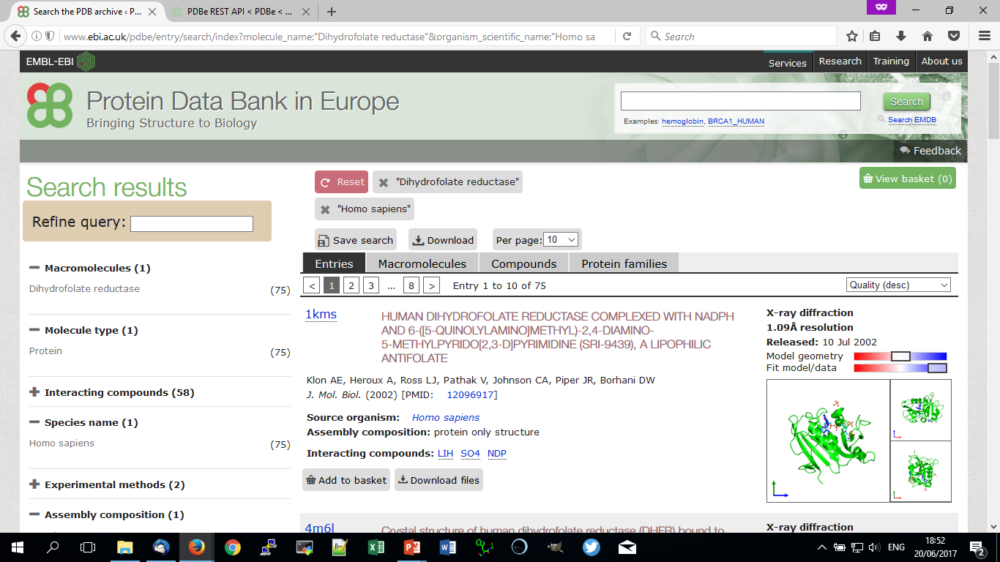 Search the PDB archive ‹ P...
PDBe REST API < PDBe < ...
www.ebi.ac.uk/pdbe/entry/search/index?molecule_name:"Dihydrofolate reductase"&organism_scientific_name:"Homo sa
Search
EMBL-EBI
Services
Research
Training
About us
Protein Data Bank in Europe
Bringing Structure to Biology
Search
Examples: hemoglobin, BRCA1_HUMAN
Search EMDB
Feedback
Search results
Refine query:
Reset
"Dihydrofolate reductase"
"Homo sapiens"
View basket (0)
Save search
Download
Per page: 10
Macromolecules (1)
Dihydrofolate reductase (75)
Molecule type (1)
Protein (75)
Interacting compounds (58)
Species name (1)
Homo sapiens (75)
Experimental methods (2)
Assembly composition (1)
Entries
Macromolecules
Compounds
Protein families
< 1 2 3 ... 8 > Entry 1 to 10 of 75
Quality (desc)
1kms
HUMAN DIHYDROFOLATE REDUCTASE COMPLEXED WITH NADPH
AND 6-([5-QUINOLYLAMINO]METHYL)-2,4-DIAMINO-
5-METHYLPYRIDO[2,3-D]PYRIMIDINE (SRI-9439), A LIPOPHILIC
ANTIFOLATE
Klon AE, Heroux A, Ross LJ, Pathak V, Johnson CA, Piper JR, Borhani DW
J. Mol. Biol. (2002) [PMID: 12096917]
Source organism: Homo sapiens
Assembly composition: protein only structure
Interacting compounds: LIH SO4 NDP
Add to basket
Download files
X-ray diffraction
1.09Å resolution
Released: 10 Jul 2002
Model geometry
Fit model/data
4m6l
Crystal structure of human dihydrofolate reductase (DHFR) bound to
X-ray diffraction
ENG
18:52
20/06/2017
2